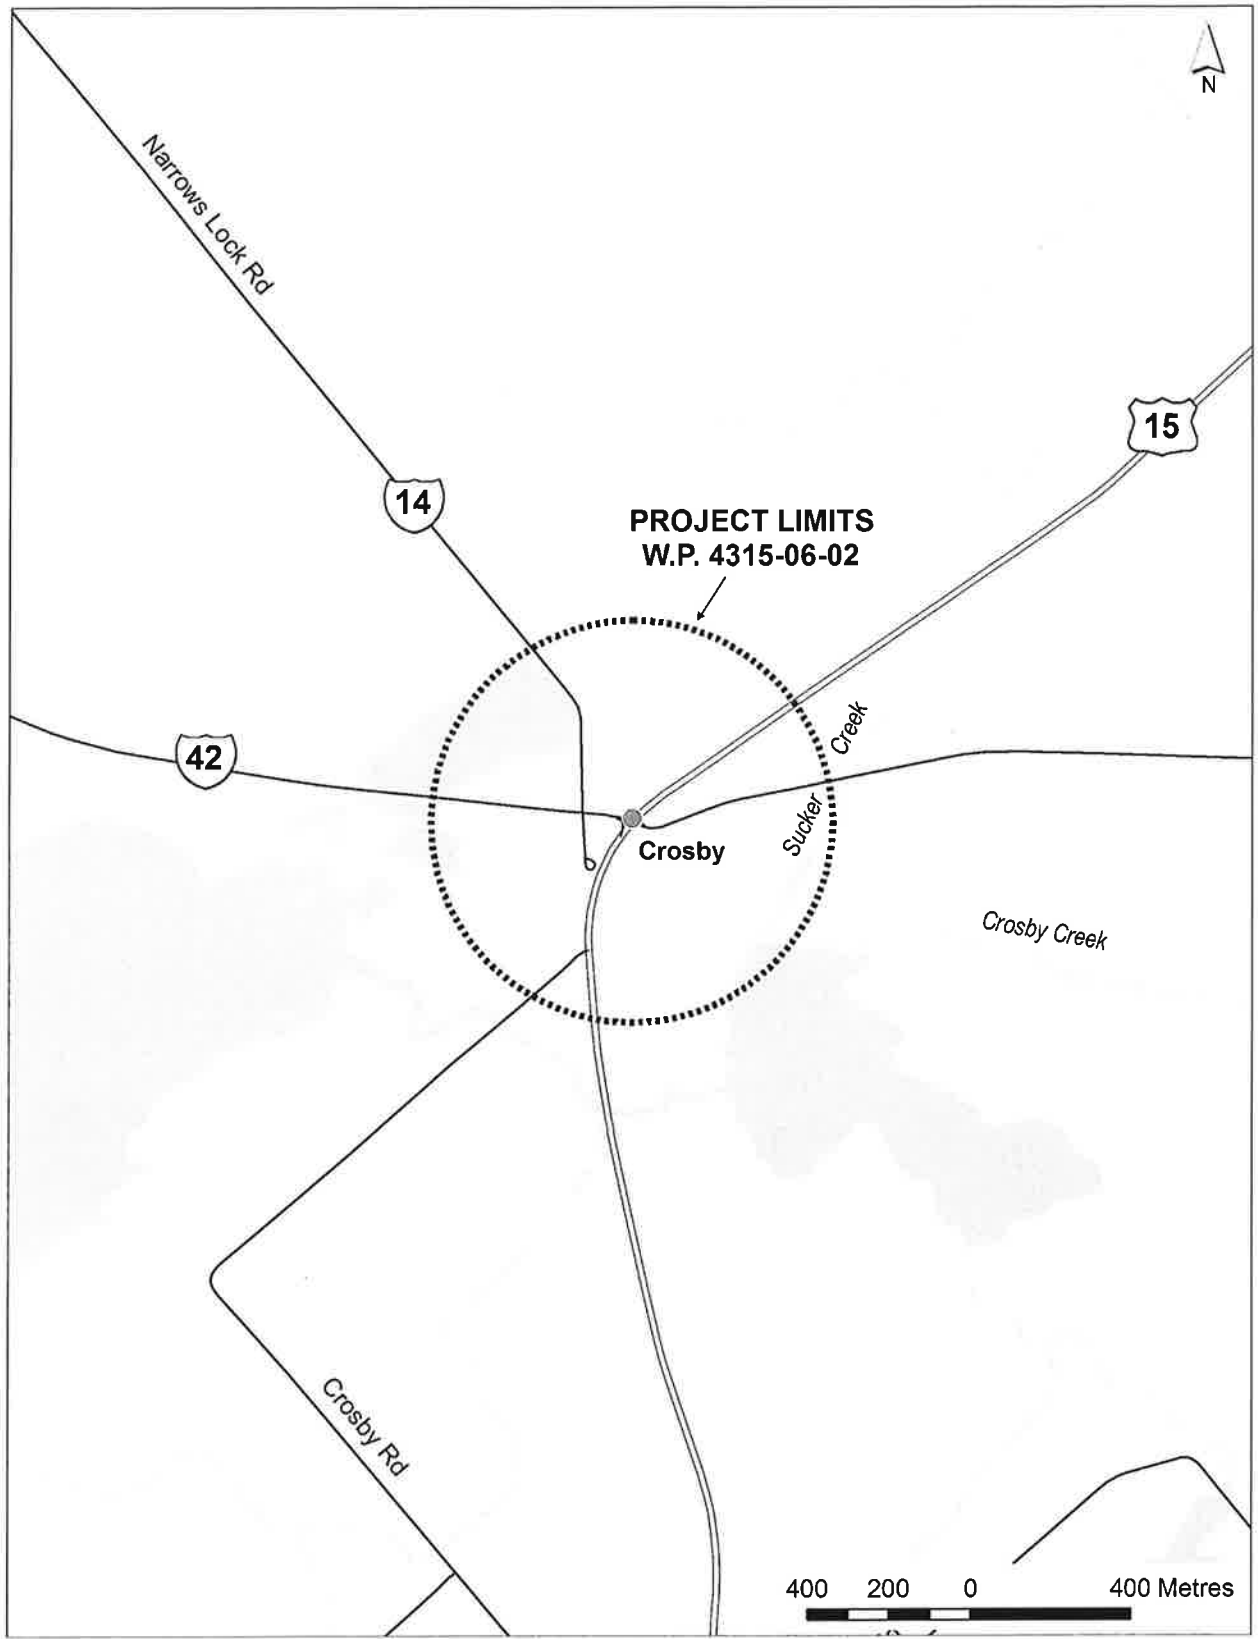 N
Narrows Lock Rd
15
14
PROJECT LIMITS
W.P. 4315-06-02
Creek
42
Sucker
Crosby
Crosby Creek
Crosby Rd
400 200 0 400 Metres